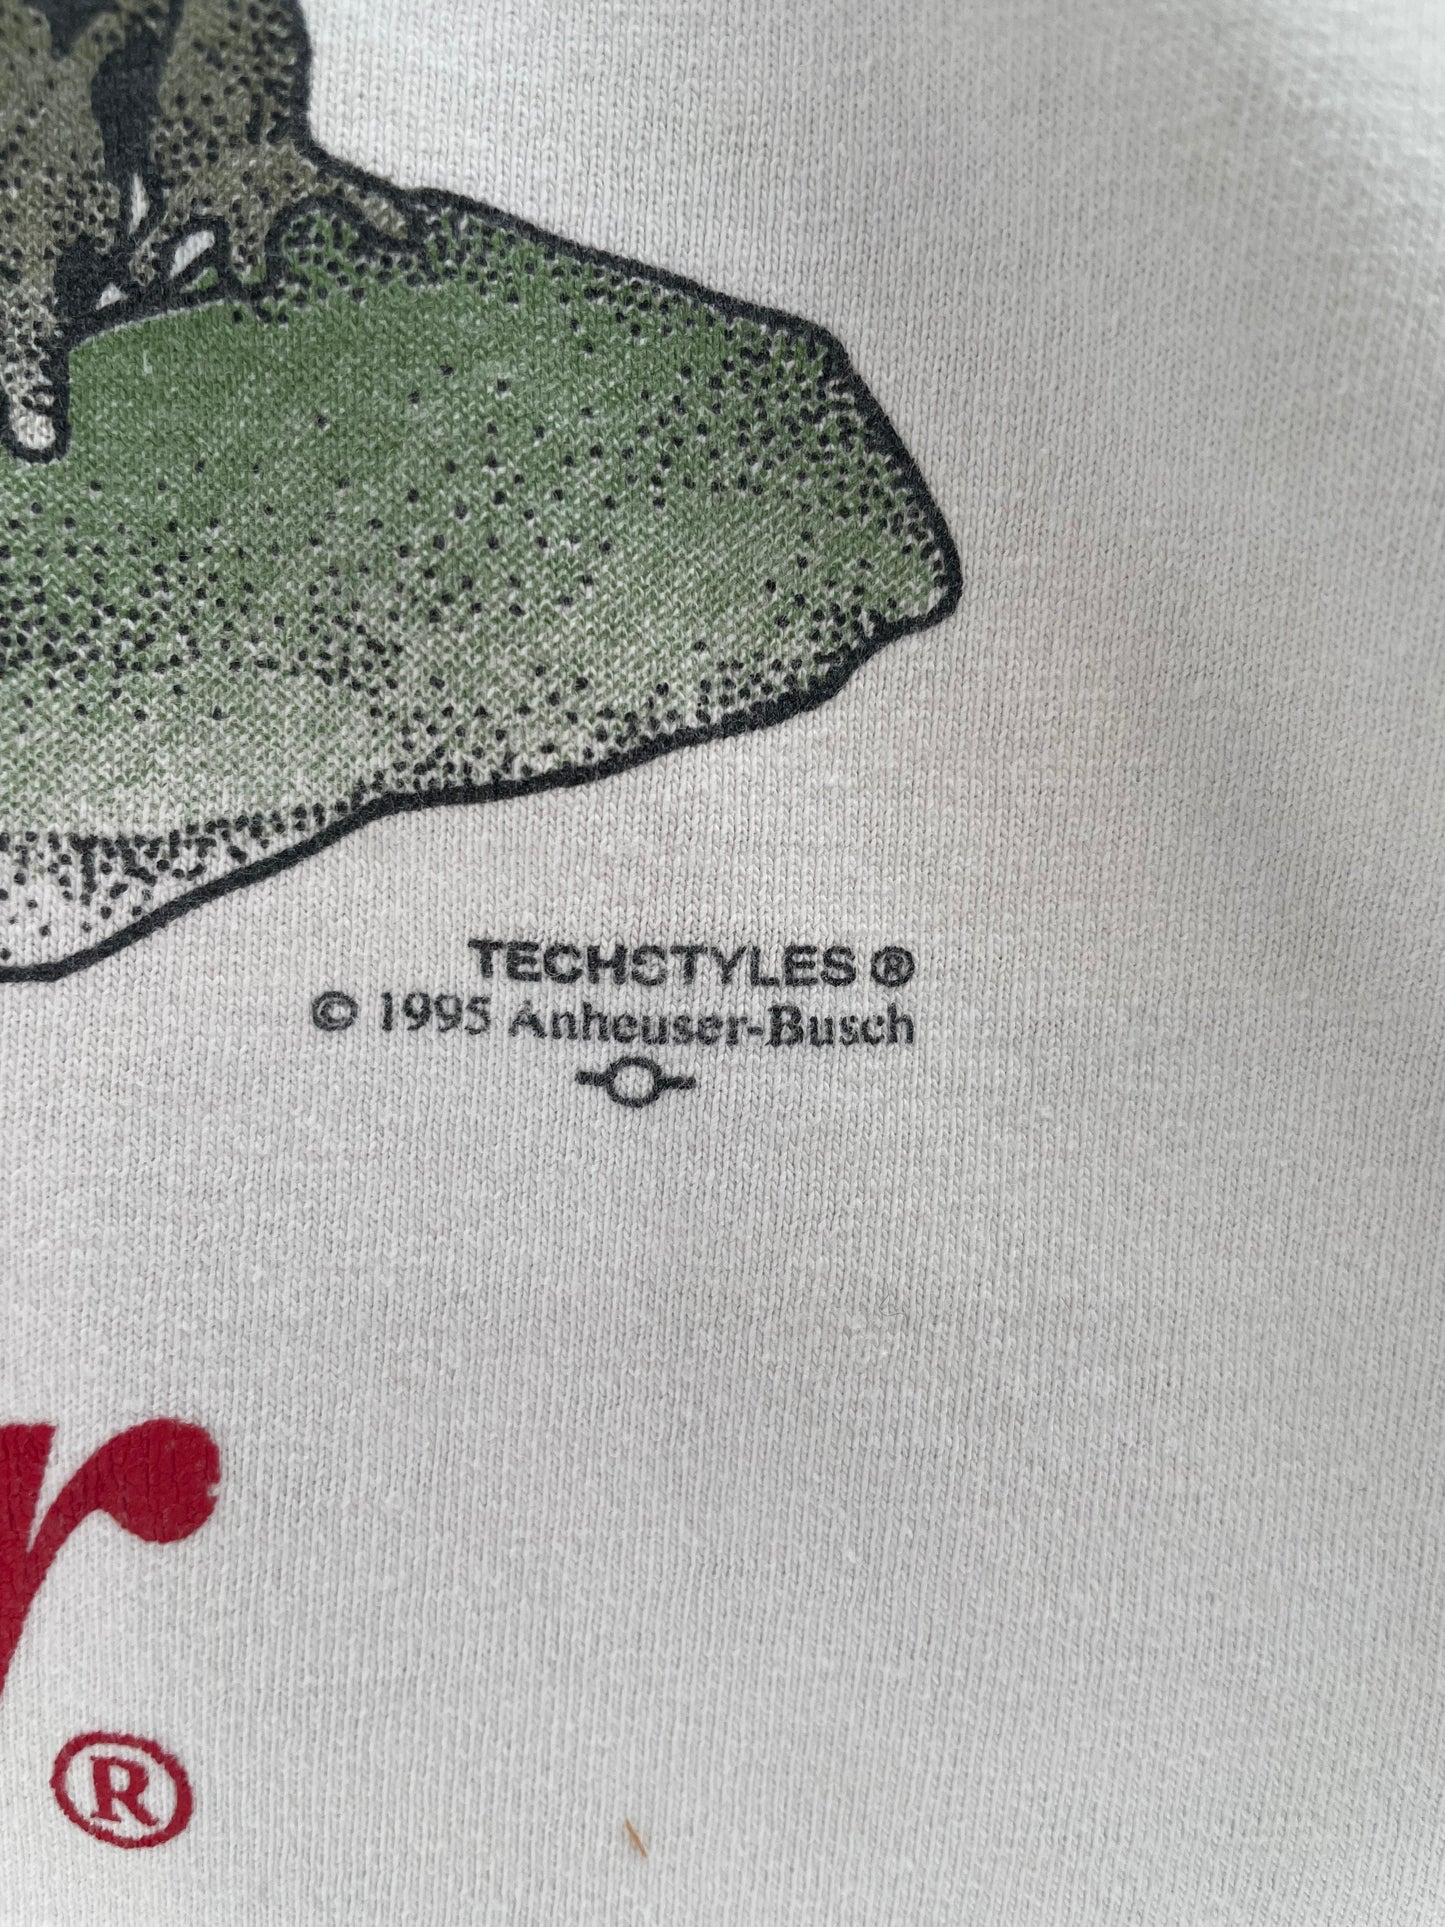 TECHSTYLES ®
© 1995 Anheuser-Busch
r
®